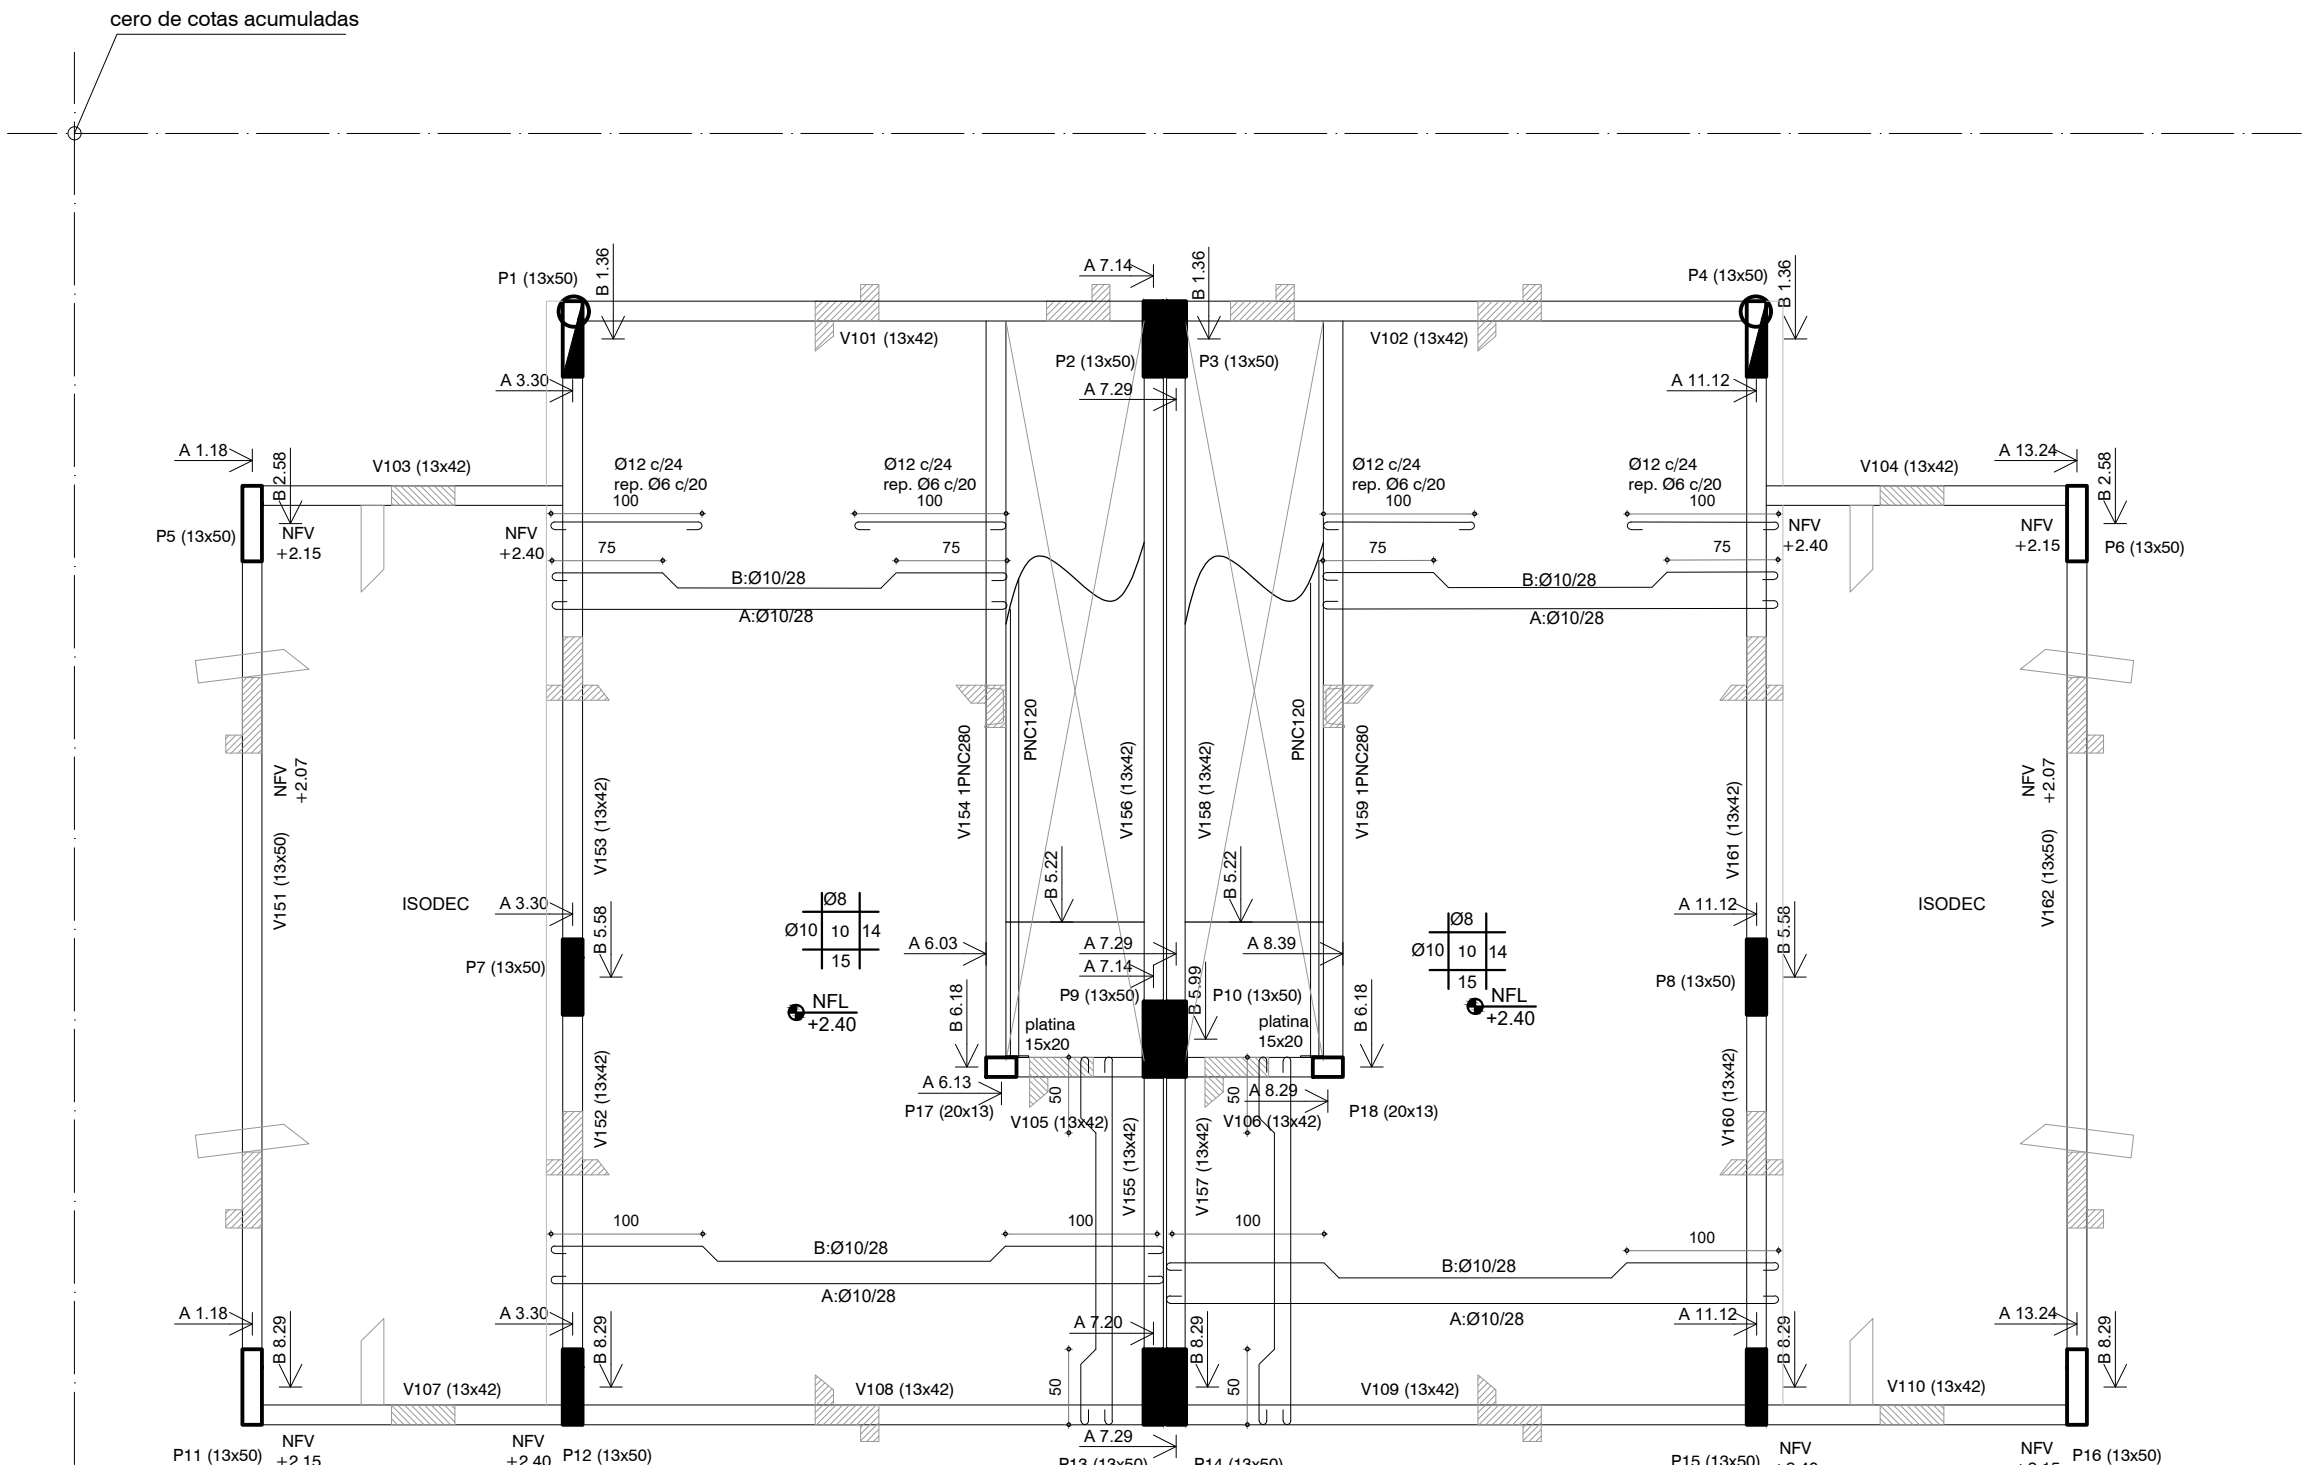 cero de cotas acumuladas
P1 (13x50)
B 1.36
A 7.14
B 1.36
P4 (13x50)
B 1.36
V101 (13x42)
V102 (13x42)
P2 (13x50)
P3 (13x50)
A 3.30
A 7.29
A 11.12
A 1.18
B 2.58
V103 (13x42)
Ø12 c/24
rep. Ø6 c/20
100
Ø12 c/24
rep. Ø6 c/20
100
Ø12 c/24
rep. Ø6 c/20
100
Ø12 c/24
rep. Ø6 c/20
100
V104 (13x42)
A 13.24
B 2.58
P5 (13x50)
NFV
+2.15
NFV
+2.40
NFV
+2.40
NFV
+2.15
P6 (13x50)
75
75
75
75
B:Ø10/28
A:Ø10/28
B:Ø10/28
A:Ø10/28
NFV
+2.07
V151 (13x50)
ISODEC
V153 (13x42)
V154 1PNC280
PNC120
V156 (13x42)
V158 (13x42)
PNC120
V159 1PNC280
V161 (13x42)
ISODEC
NFV
+2.07
V162 (13x50)
A 3.30
B 5.58
P7 (13x50)
Ø8
Ø10 10 14
15
NFL
+2.40
B 5.22
B 5.22
A 6.03
A 7.29
A 8.39
A 7.14
B 5.99
P9 (13x50)
P10 (13x50)
Ø8
Ø10 10 14
15
NFL
+2.40
A 11.12
B 5.58
P8 (13x50)
B 6.18
platina
15x20
platina
15x20
B 6.18
A 6.13
P17 (20x13)
50
V105 (13x42)
50
A 8.29
V106 (13x42)
P18 (20x13)
V152 (13x42)
V155 (13x42)
V157 (13x42)
V160 (13x42)
100
100
100
100
B:Ø10/28
A:Ø10/28
B:Ø10/28
A:Ø10/28
A 1.18
B 8.29
A 3.30
B 8.29
A 7.20
B 8.29
A 11.12
B 8.29
A 13.24
B 8.29
V107 (13x42)
V108 (13x42)
50
50
V109 (13x42)
V110 (13x42)
P11 (13x50)
NFV
+2.15
NFV
+2.40
P12 (13x50)
A 7.29
P13 (13x50)
P14 (13x50)
P15 (13x50)
NFV
+2.40
NFV
+2.15
P16 (13x50)